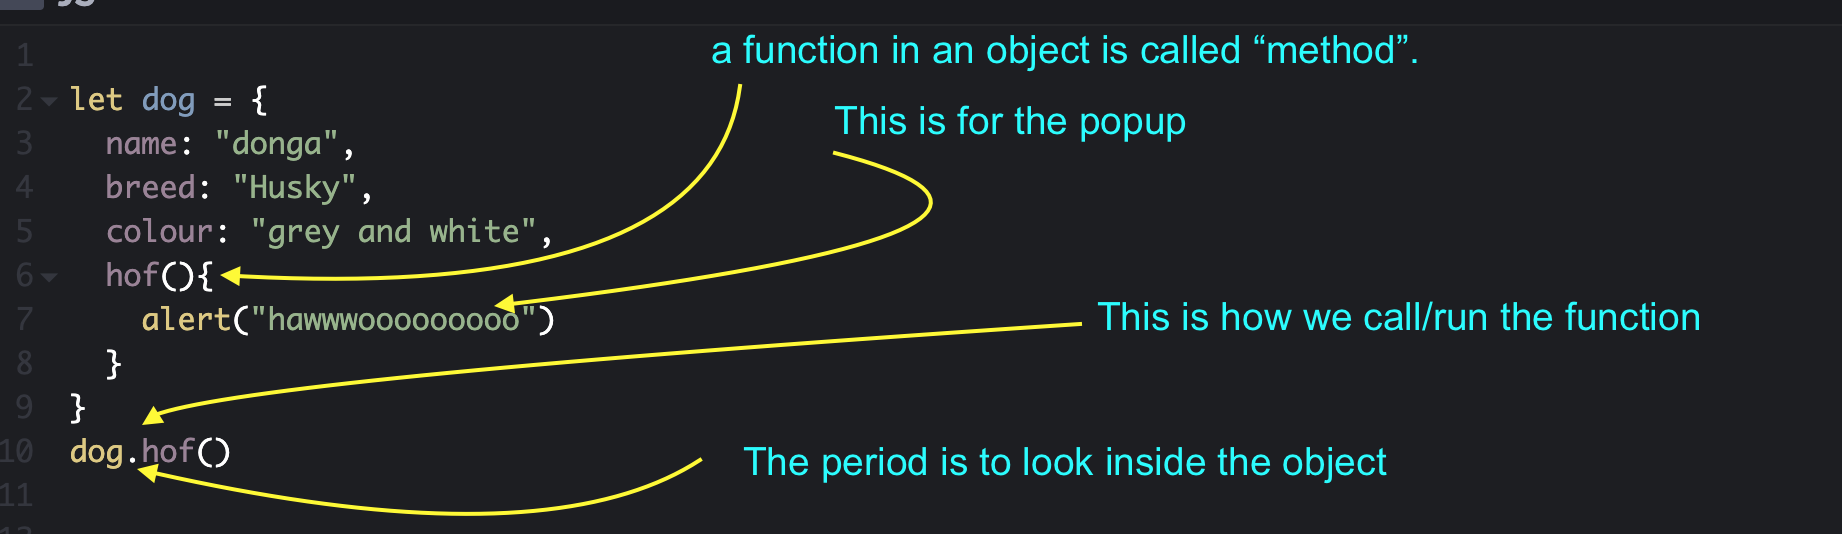 a function in an object is called “method”.
This is for the popup
1
2 let dog = {
3 name: "donga",
4 breed: "Husky",
5 colour: "grey and white",
6 hof(){
7 alert("hawwwooooooooo")
This is how we call/run the function
8 }
9 }
10 dog.hof()
The period is to look inside the object
11